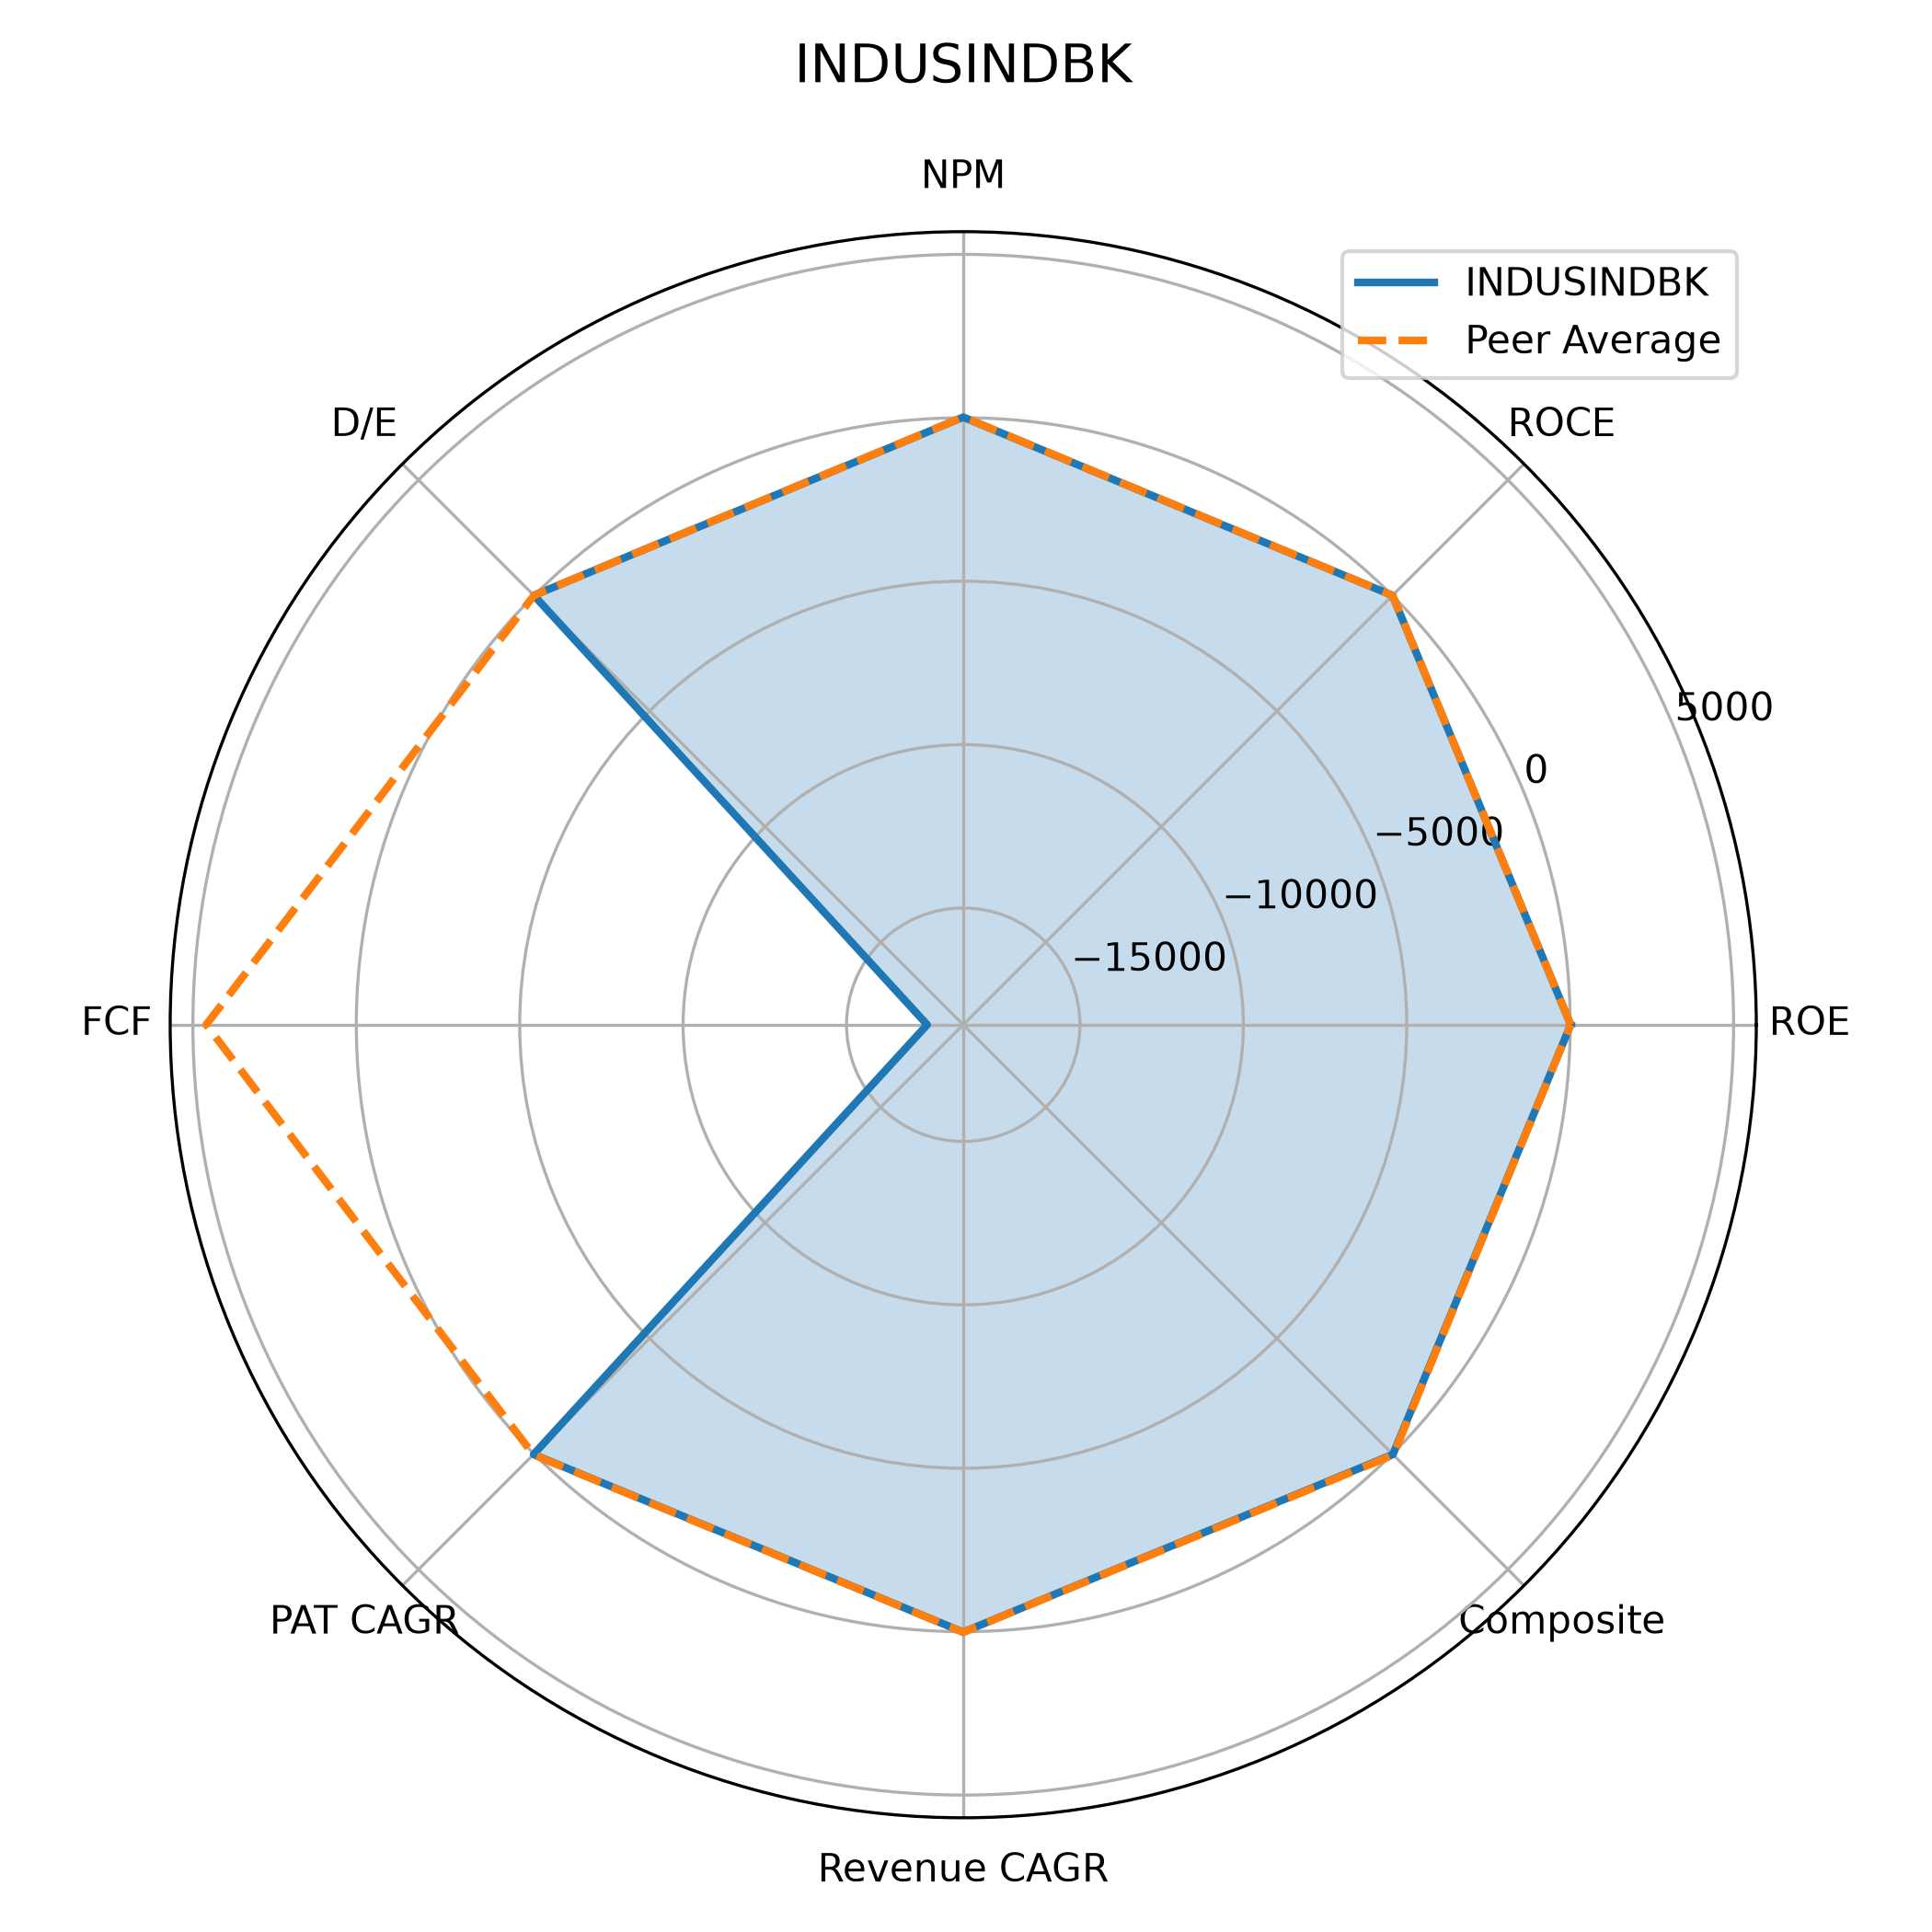 INDUSINDBK
NPM
INDUSINDBK
Peer Average
D/E
ROCE
5000
0
−5000
−10000
−15000
FCF
ROE
PAT CAGR
Composite
Revenue CAGR